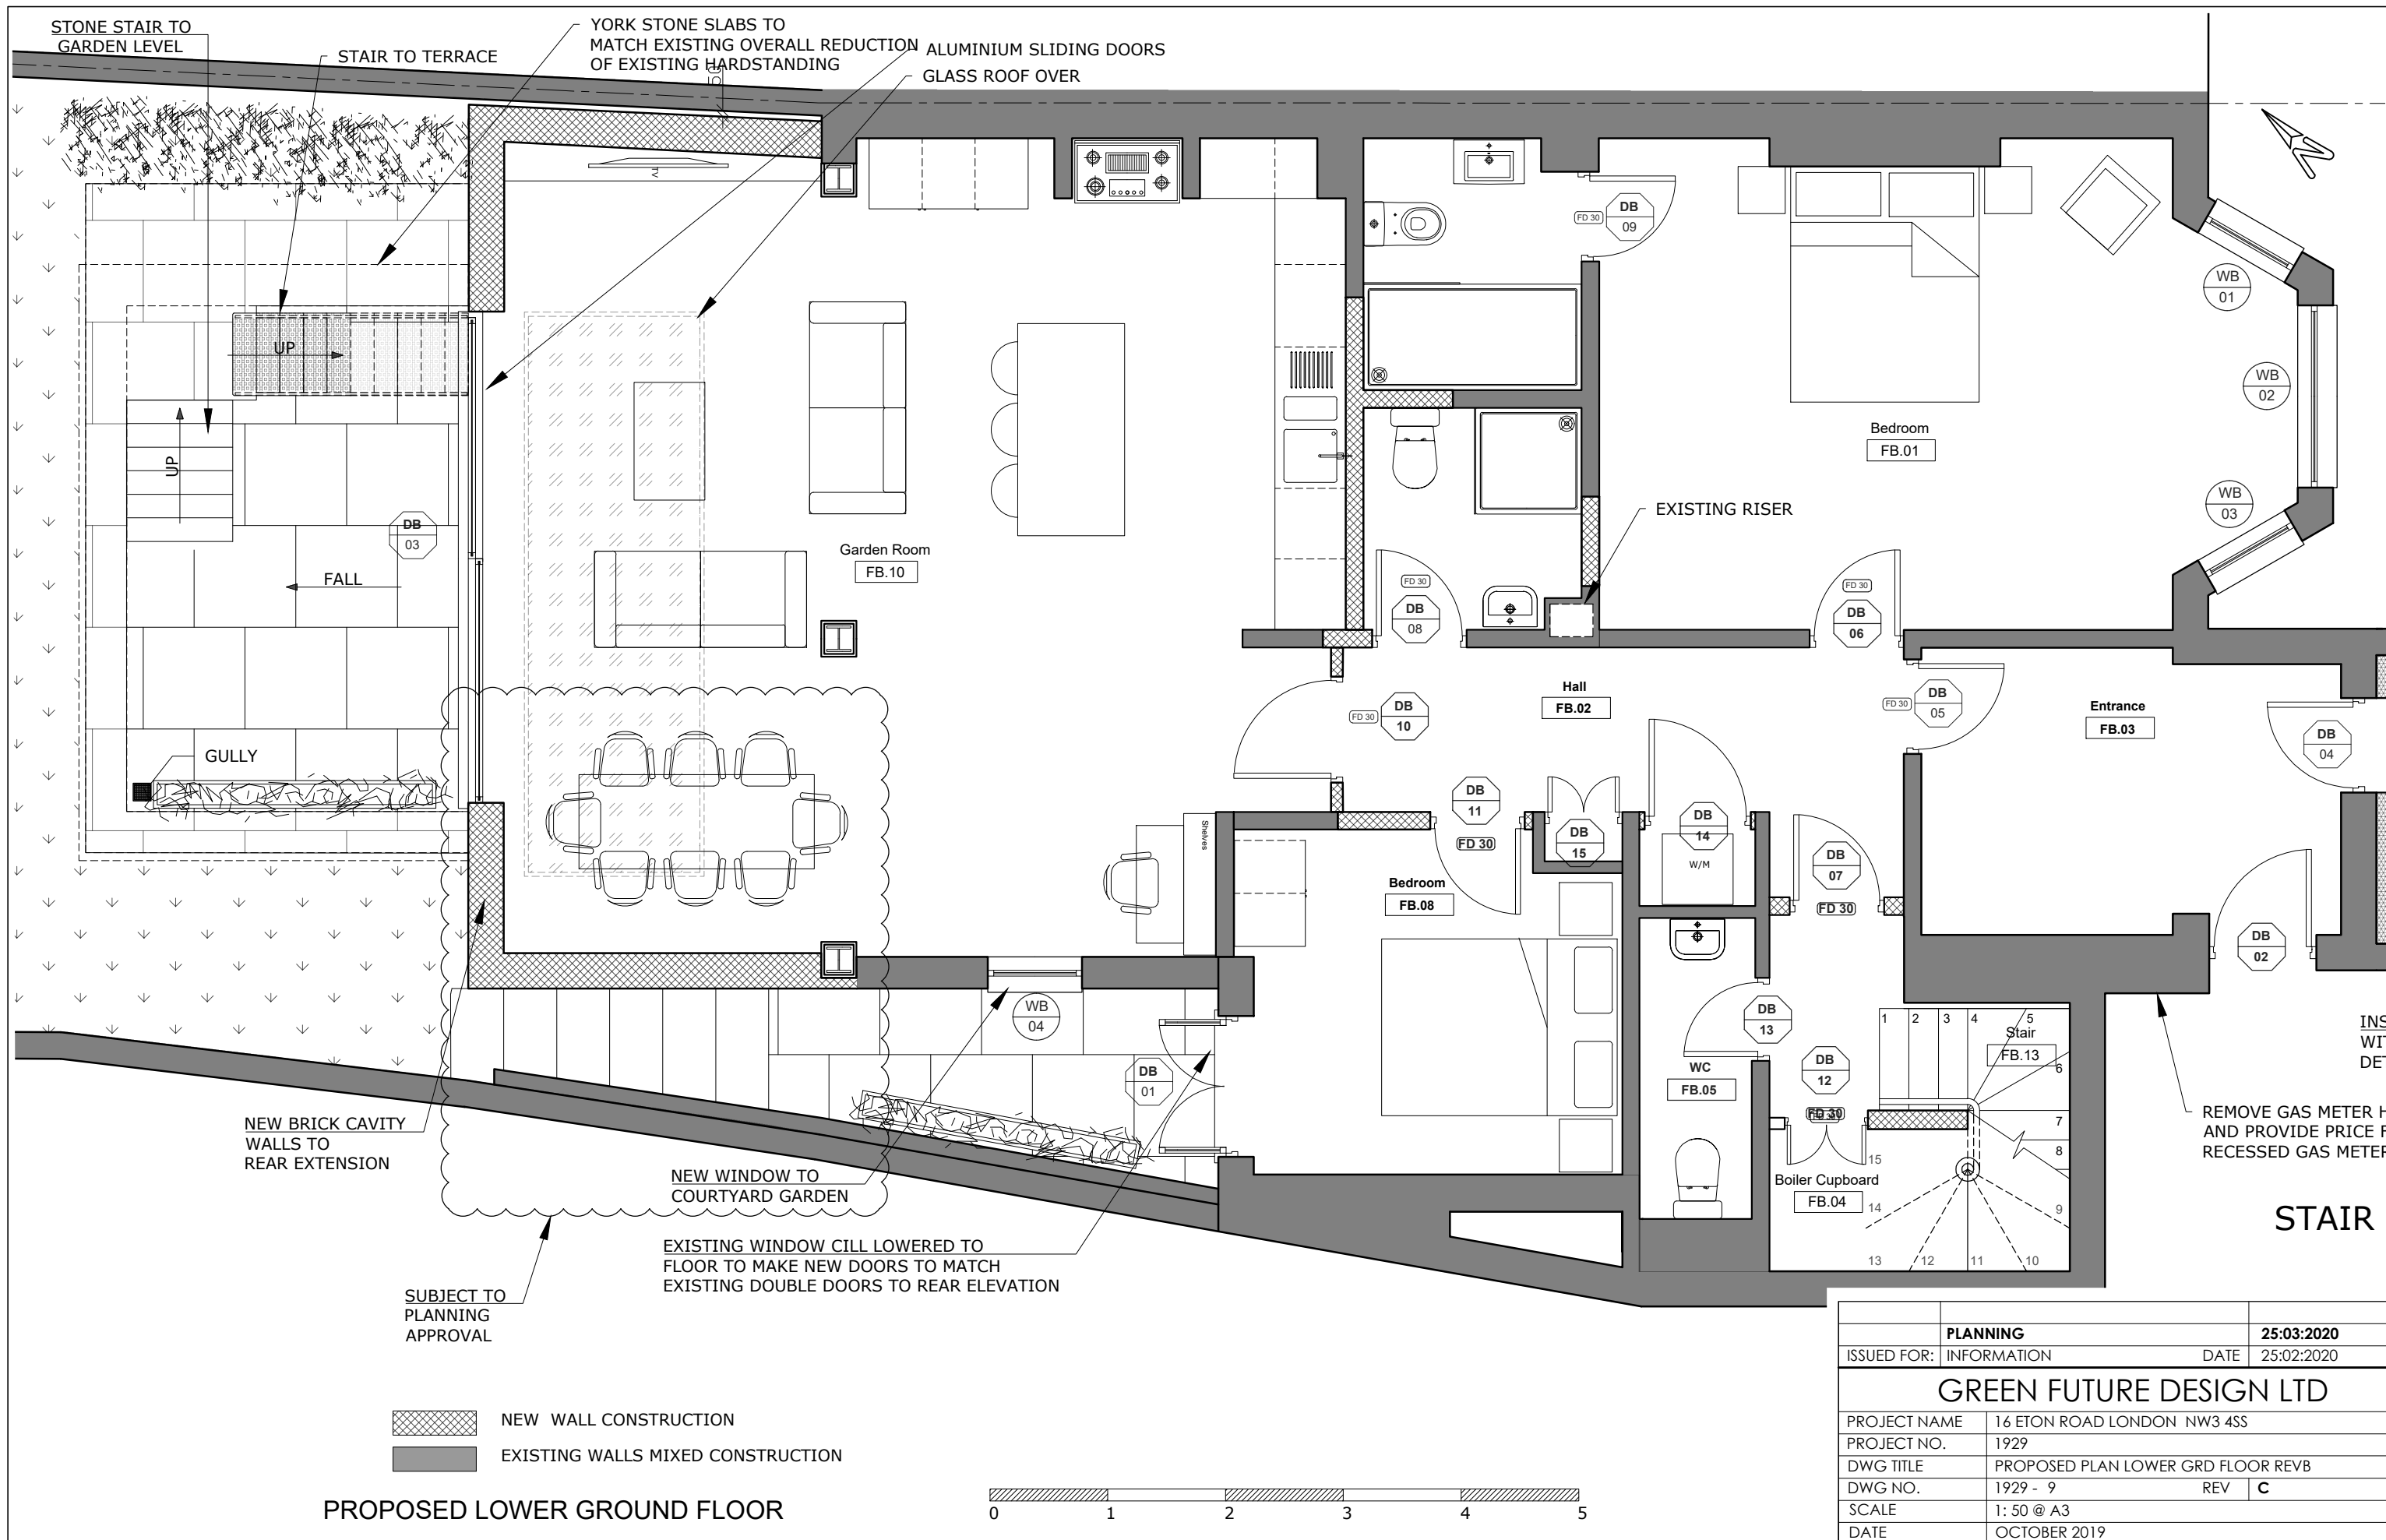 STONE STAIR TO
GARDEN LEVEL
STAIR TO TERRACE
YORK STONE SLABS TO
MATCH EXISTING OVERALL REDUCTION
OF EXISTING HARDSTANDING
ALUMINIUM SLIDING DOORS
GLASS ROOF OVER
TV
DB
09
FD 30
WB
01
WB
02
WB
03
Bedroom
FB.01
UP
UP
EXISTING RISER
DB
03
FALL
Garden Room
FB.10
FD 30
DB
08
FD 30
DB
06
Hall
FB.02
FD 30
DB
10
FD 30
DB
05
Entrance
FB.03
DB
04
GULLY
DB
11
FD 30
DB
15
DB
14
W/M
DB
07
FD 30
Shelves
Bedroom
FB.08
DB
02
WB
04
DB
01
DB
13
WC
FB.05
DB
12
FD 30
Boiler Cupboard
FB.04
Stair
FB.13
1
2
3
4
5
6
7
8
9
10
11
12
13
14
15
NEW BRICK CAVITY
WALLS TO
REAR EXTENSION
NEW WINDOW TO
COURTYARD GARDEN
EXISTING WINDOW CILL LOWERED TO
FLOOR TO MAKE NEW DOORS TO MATCH
EXISTING DOUBLE DOORS TO REAR ELEVATION
SUBJECT TO
PLANNING
APPROVAL
INS
WIT
DET
REMOVE GAS METER H
AND PROVIDE PRICE F
RECESSED GAS METER
STAIR
NEW WALL CONSTRUCTION
EXISTING WALLS MIXED CONSTRUCTION
PROPOSED LOWER GROUND FLOOR
0 1 2 3 4 5
PLANNING 25:03:2020
ISSUED FOR: INFORMATION DATE 25:02:2020
GREEN FUTURE DESIGN LTD
PROJECT NAME 16 ETON ROAD LONDON NW3 4SS
PROJECT NO. 1929
DWG TITLE PROPOSED PLAN LOWER GRD FLOOR REVB
DWG NO. 1929 - 9 REV C
SCALE 1: 50 @ A3
DATE OCTOBER 2019